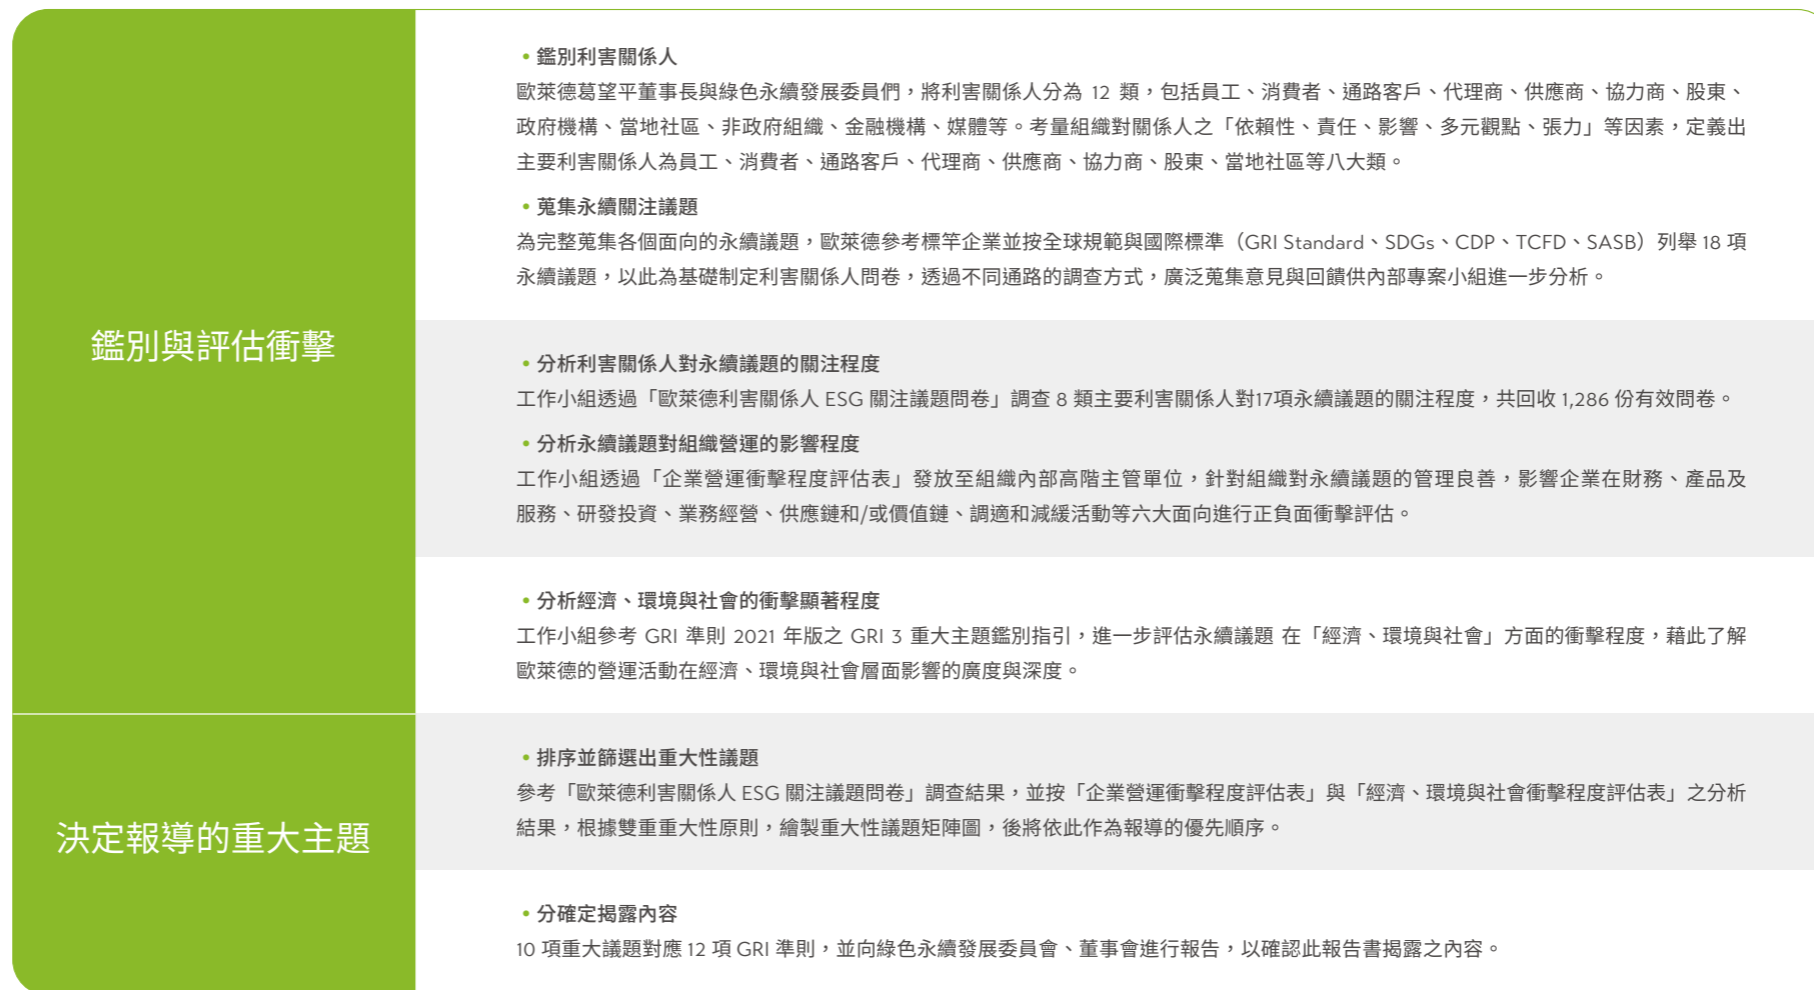 鑑別與評估衝擊
•鑑別利害關係人
歐萊德葛望平董事長與綠色永續發展委員們，將利害關係人分為 12 類，包括員工、消費者、通路客戶、代理商、供應商、協力商、股東、
政府機構、當地社區、非政府組織、金融機構、媒體等。考量組織對關係人之「依賴性、責任、影響、多元觀點、張力」等因素，定義出
主要利害關係人為員工、消費者、通路客戶、代理商、供應商、協力商、股東、當地社區等八大類。
•蒐集永續關注議題
為完整蒐集各個面向的永續議題，歐萊德參考標竿企業並按全球規範與國際標準（GRI Standard、SDGs、CDP、TCFD、SASB）列舉 18 項
永續議題，以此為基礎制定利害關係人問卷，透過不同通路的調查方式，廣泛蒐集意見與回饋供內部專案小組進一步分析。
•分析利害關係人對永續議題的關注程度
工作小組透過「歐萊德利害關係人 ESG 關注議題問卷」調查 8 類主要利害關係人對17項永續議題的關注程度，共回收 1,286 份有效問卷。
•分析永續議題對組織營運的影響程度
工作小組透過「企業營運衝擊程度評估表」發放至組織內部高階主管單位，針對組織對永續議題的管理良善，影響企業在財務、產品及
服務、研發投資、業務經營、供應鏈和/或價值鏈、調適和減緩活動等六大面向進行正負面衝擊評估。
•分析經濟、環境與社會的衝擊顯著程度
工作小組參考 GRI 準則 2021 年版之 GRI 3 重大主題鑑別指引，進一步評估永續議題 在「經濟、環境與社會」方面的衝擊程度，藉此了解
歐萊德的營運活動在經濟、環境與社會層面影響的廣度與深度。
決定報導的重大主題
•排序並篩選出重大性議題
參考「歐萊德利害關係人 ESG 關注議題問卷」調查結果，並按「企業營運衝擊程度評估表」與「經濟、環境與社會衝擊程度評估表」之分析
結果，根據雙重重大性原則，繪製重大性議題矩陣圖，後將依此作為報導的優先順序。
•分確定揭露內容
10 項重大議題對應 12 項 GRI 準則，並向綠色永續發展委員會、董事會進行報告，以確認此報告書揭露之內容。